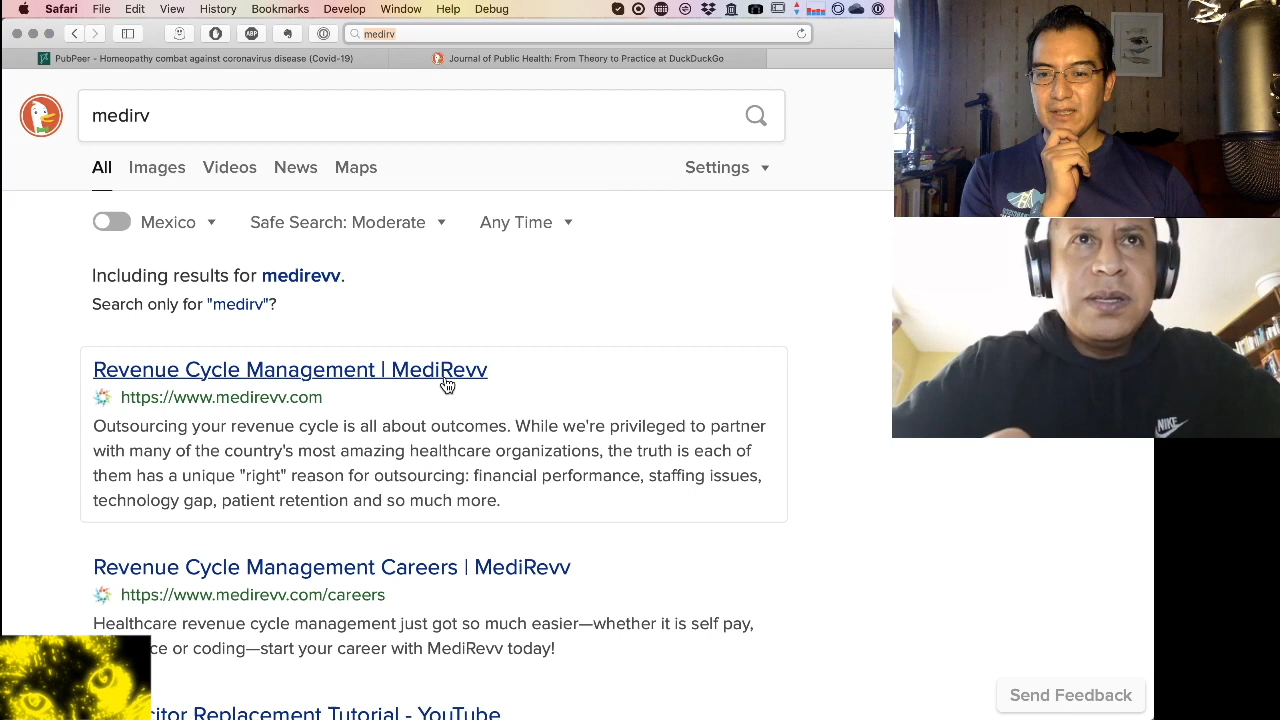 Safari File Edit View History Bookmarks Develop Window Help Debug
ABP
medirv
PubPeer - Homeopathy combat against coronavirus disease (Covid-19)
Journal of Public Health: From Theory to Practice at DuckDuckGo
medirv
All Images Videos News Maps Settings
Mexico Safe Search: Moderate Any Time
Including results for medirevv.
Search only for "medirv"?
Revenue Cycle Management | MediRevv
https://www.medirevv.com
Outsourcing your revenue cycle is all about outcomes. While we're privileged to partner
with many of the country's most amazing healthcare organizations, the truth is each of
them has a unique "right" reason for outsourcing: financial performance, staffing issues,
technology gap, patient retention and so much more.
Revenue Cycle Management Careers | MediRevv
https://www.medirevv.com/careers
Healthcare revenue cycle management just got so much easier—whether it is self pay,
or coding—start your career with MediRevv today!
Replacement Tutorial - YouTube
Send Feedback
NIKE